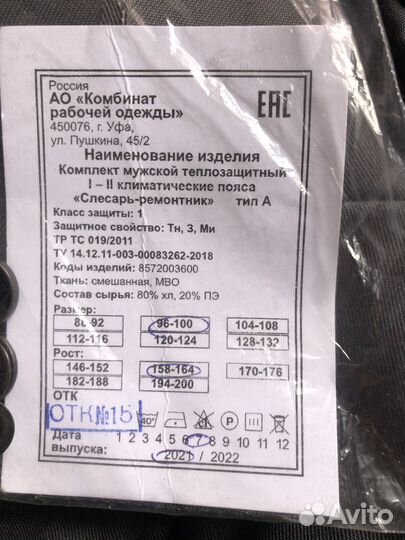 Россия
АО «Комбинат
рабочей одежды»
450076, г. Уфа,
ул. Пушкина, 45/2
ЕАС
Наименование изделия
Комплект мужской теплозащитный
I – II климатические пояса
«Слесарь-ремонтник» тип А
Класс защиты: 1
Защитное свойство: Тн, З, Ми
ТР ТС 019/2011
ТУ 14.12.11-003-00083262-2018
Коды изделий: 8572003600
Ткань: смешанная, МВО
Состав сырья: 80% хл, 20% ПЭ
Размер:
88-92 96-100 104-108
112-116 120-124 128-132
Рост:
146-152 158-164 170-176
182-188 194-200
ОТК
ОТК №15 40° P
Дата 1 2 3 4 5 6 7 8 9 10 11 12
выпуска: 2021 / 2022
Avito